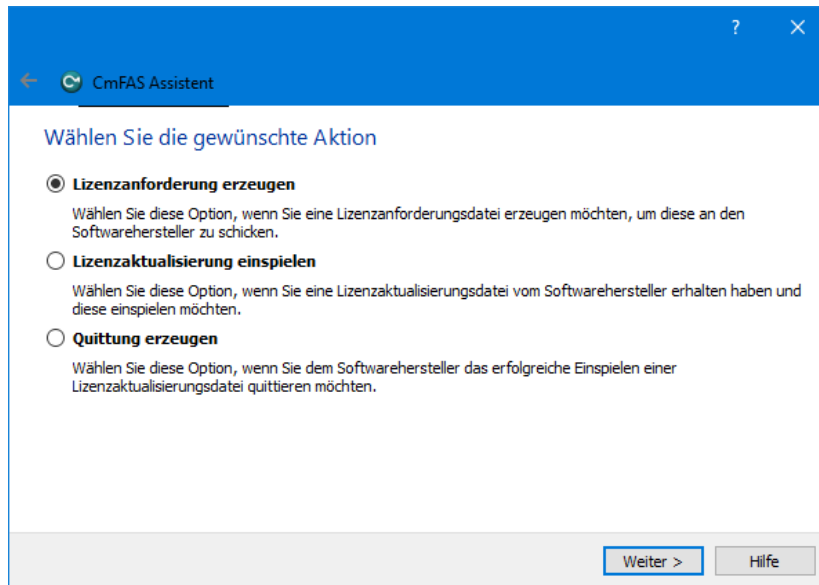 ?
CmFAS Assistent
Wählen Sie die gewünschte Aktion
Lizenzanforderung erzeugen
Wählen Sie diese Option, wenn Sie eine Lizenzanforderungsdatei erzeugen möchten, um diese an den
Softwarehersteller zu schicken.
Lizenzaktualisierung einspielen
Wählen Sie diese Option, wenn Sie eine Lizenzaktualisierungsdatei vom Softwarehersteller erhalten haben und
diese einspielen möchten.
Quittung erzeugen
Wählen Sie diese Option, wenn Sie dem Softwarehersteller das erfolgreiche Einspielen einer
Lizenzaktualisierungsdatei quittieren möchten.
Weiter > Hilfe